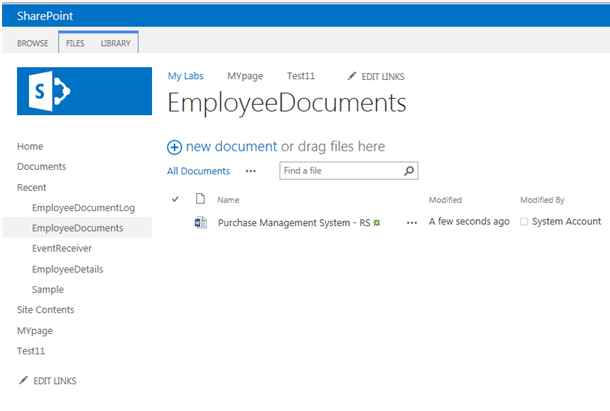 SharePoint
BROWSE FILES LIBRARY
S
My Labs MYpage Test11 EDIT LINKS
EmployeeDocuments
new document or drag files here
All Documents ••• Find a file
Name Modified Modified By
Purchase Management System - RS ••• A few seconds ago System Account
Home
Documents
Recent
EmployeeDocumentLog
EmployeeDocuments
EventReceiver
EmployeeDetails
Sample
Site Contents
MYpage
Test11
EDIT LINKS